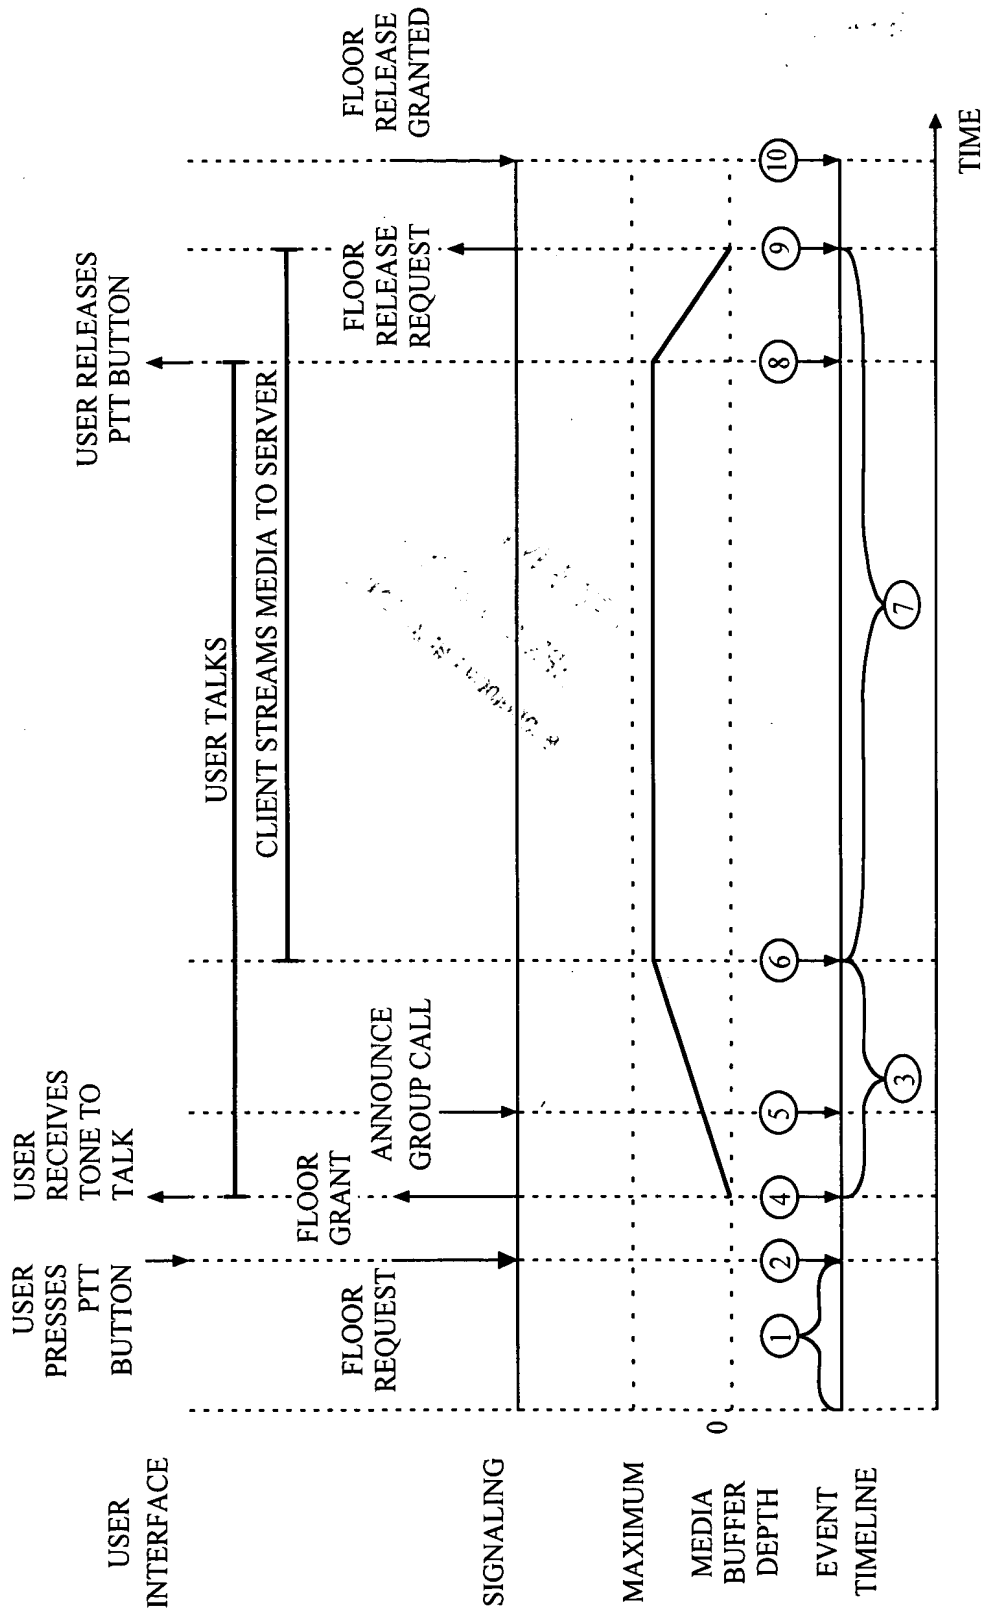 USER
INTERFACE
SIGNALING
MAXIMUM
MEDIA
BUFFER
DEPTH
EVENT
TIMELINE
0
USER
PRESSES
PTT
BUTTON
USER
RECEIVES
TONE TO
TALK
USER RELEASES
PTT BUTTON
USER TALKS
CLIENT STREAMS MEDIA TO SERVER
FLOOR
REQUEST
FLOOR
GRANT
ANNOUNCE
GROUP CALL
FLOOR
RELEASE
REQUEST
FLOOR
RELEASE
GRANTED
1
2
4
5
6
8
9
10
3
7
TIME